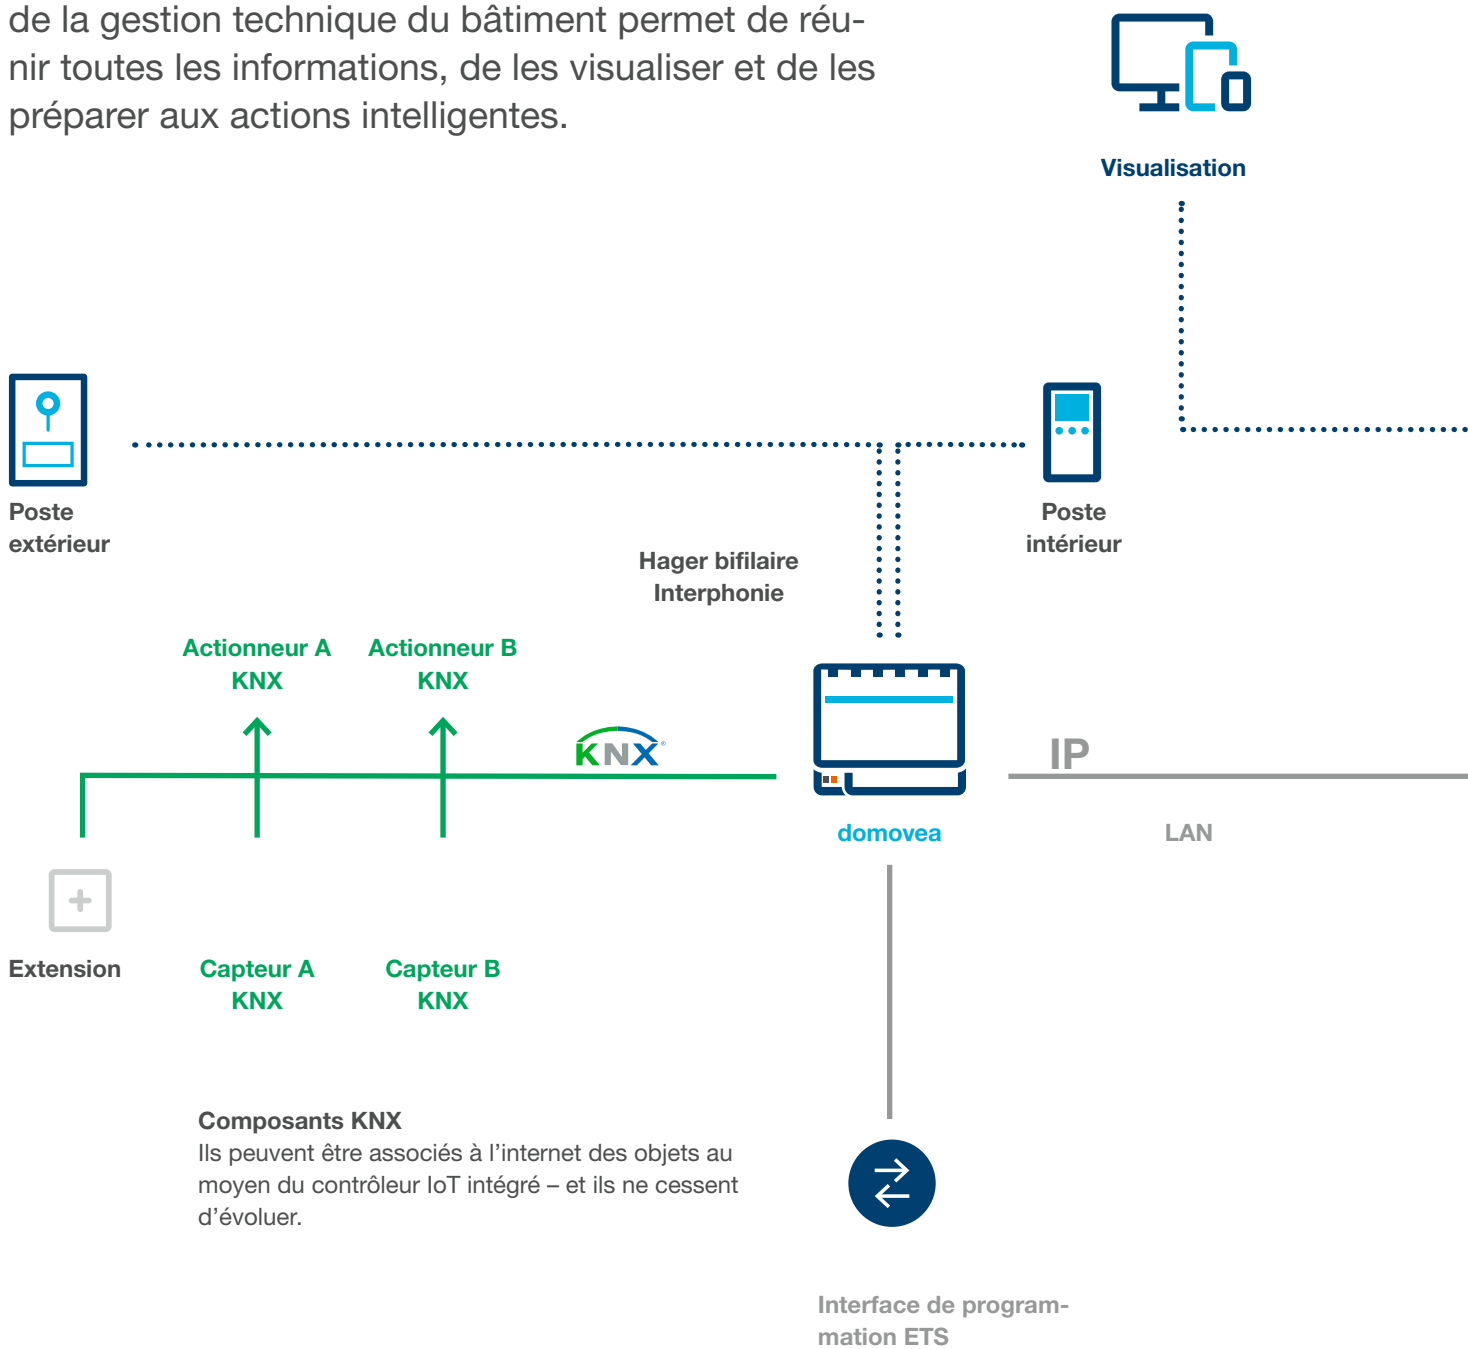 de la gestion technique du bâtiment permet de réu-
nir toutes les informations, de les visualiser et de les
préparer aux actions intelligentes.
Visualisation
Poste
extérieur
Poste
intérieur
Hager bifilaire
Interphonie
Actionneur A
KNX
Actionneur B
KNX
KNX®
IP
domovea
LAN
Extension
Capteur A
KNX
Capteur B
KNX
Composants KNX
Ils peuvent être associés à l’internet des objets au
moyen du contrôleur IoT intégré – et ils ne cessent
d’évoluer.
Interface de program-
mation ETS